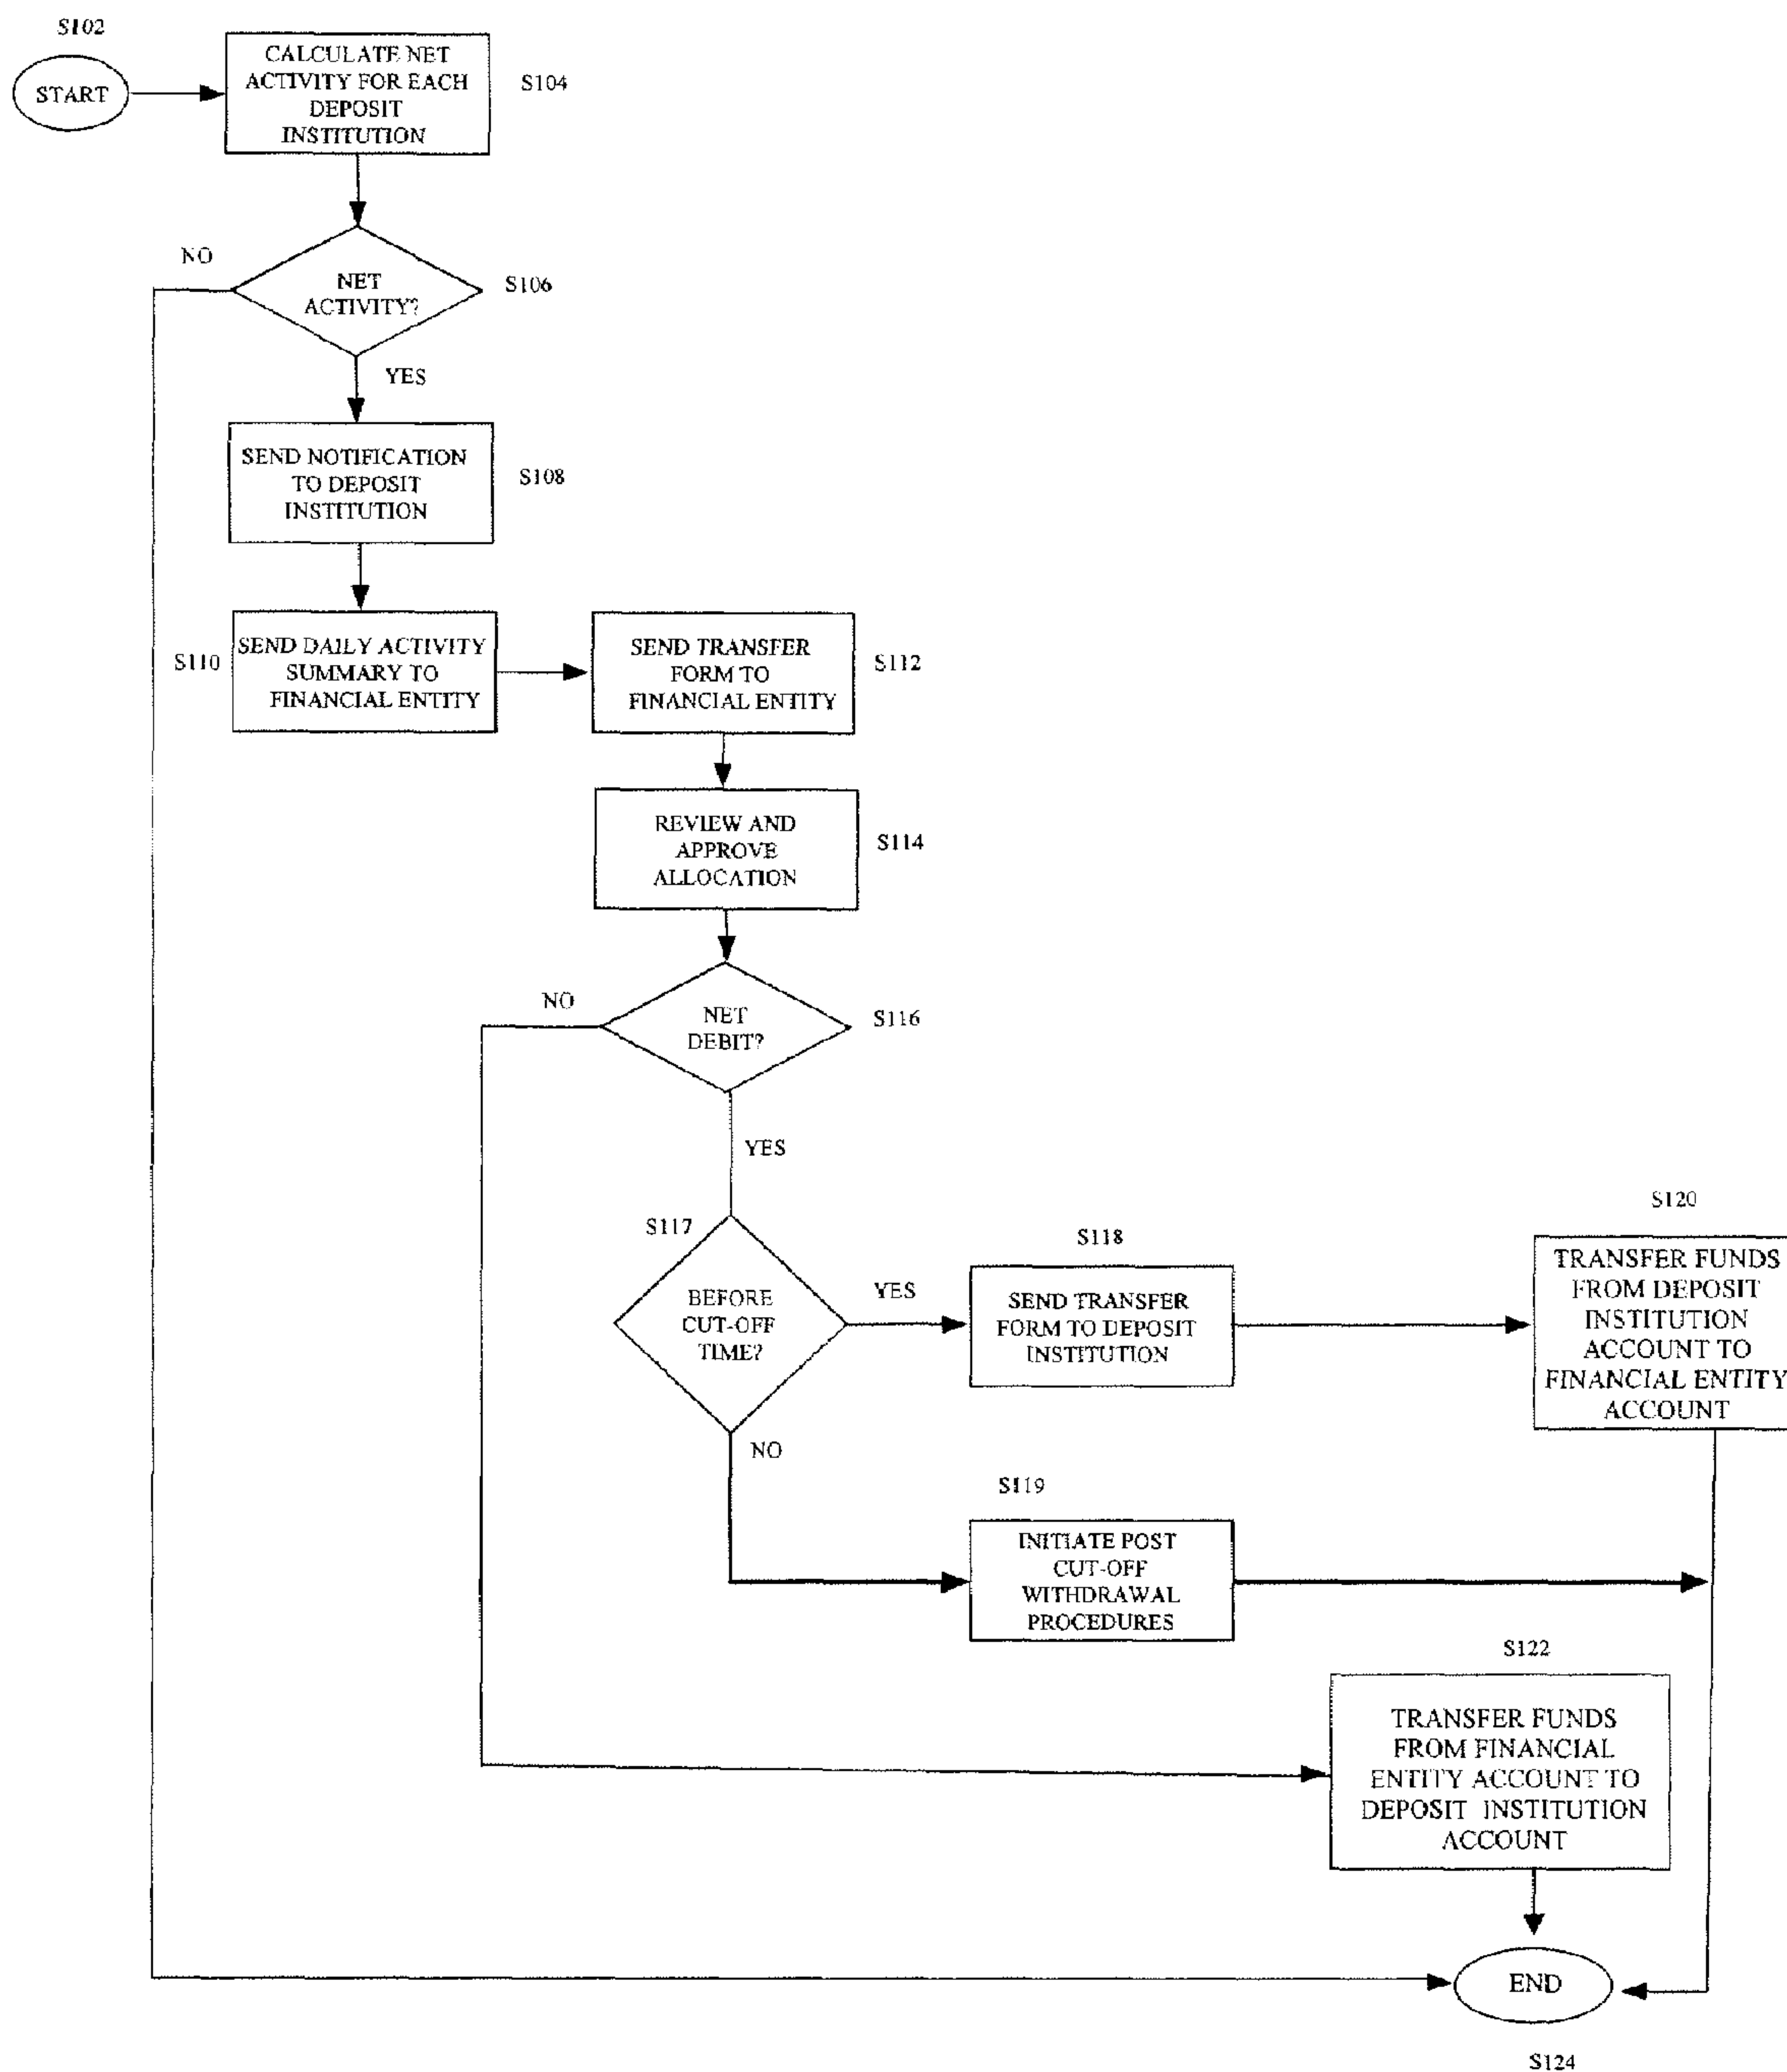 S102
START
CALCULATE NET
ACTIVITY FOR EACH
DEPOSIT
INSTITUTION
S104
NO
NET
ACTIVITY?
S106
YES
SEND NOTIFICATION
TO DEPOSIT
INSTITUTION
S108
S110
SEND DAILY ACTIVITY
SUMMARY TO
FINANCIAL ENTITY
SEND TRANSFER
FORM TO
FINANCIAL ENTITY
S112
REVIEW AND
APPROVE
ALLOCATION
S114
NO
NET
DEBIT?
S116
YES
S117
BEFORE
CUT-OFF
TIME?
YES
S118
SEND TRANSFER
FORM TO DEPOSIT
INSTITUTION
S120
TRANSFER FUNDS
FROM DEPOSIT
INSTITUTION
ACCOUNT TO
FINANCIAL ENTITY
ACCOUNT
NO
S119
INITIATE POST
CUT-OFF
WITHDRAWAL
PROCEDURES
S122
TRANSFER FUNDS
FROM FINANCIAL
ENTITY ACCOUNT TO
DEPOSIT INSTITUTION
ACCOUNT
END
S124